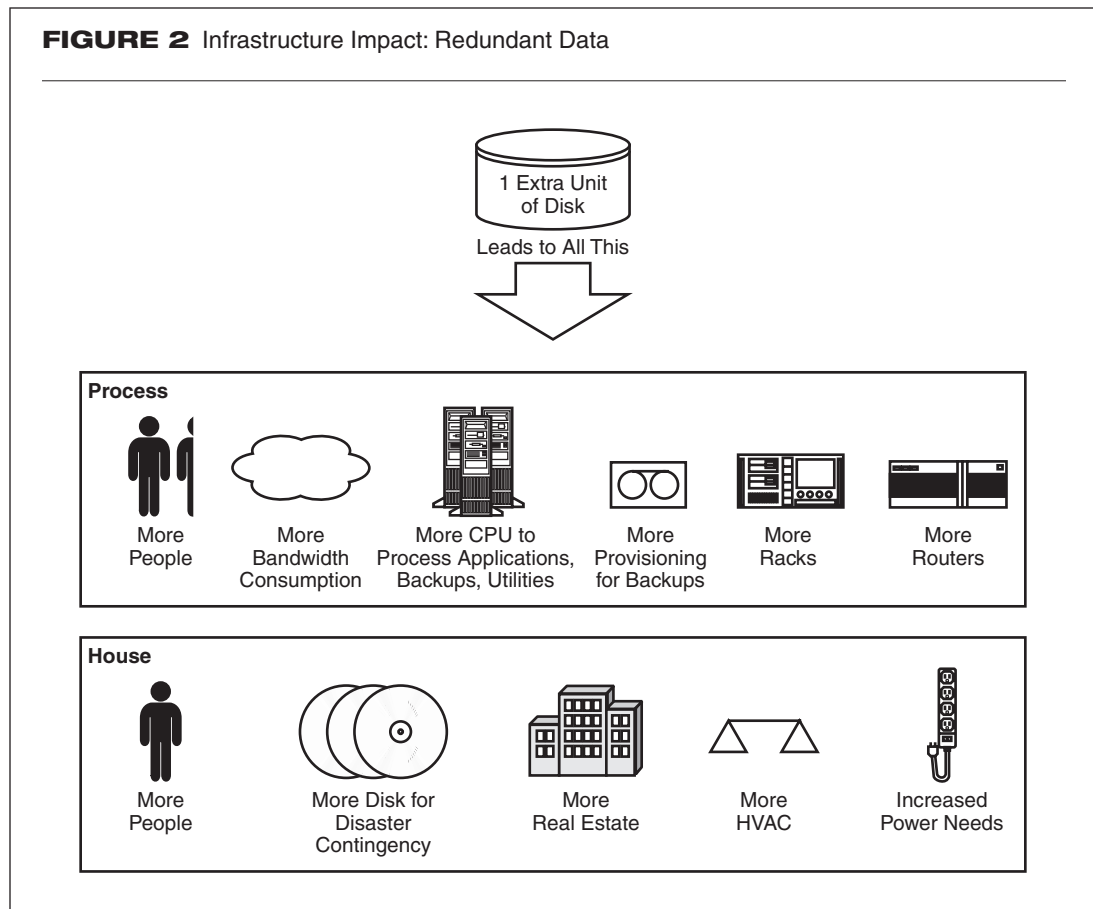 FIGURE 2 Infrastructure Impact: Redundant Data
1 Extra Unit
of Disk
Leads to All This
Process
More
People
More
Bandwidth
Consumption
More CPU to
Process Applications,
Backups, Utilities
More
Provisioning
for Backups
More
Racks
More
Routers
House
More
People
More Disk for
Disaster
Contingency
More
Real Estate
More
HVAC
Increased
Power Needs